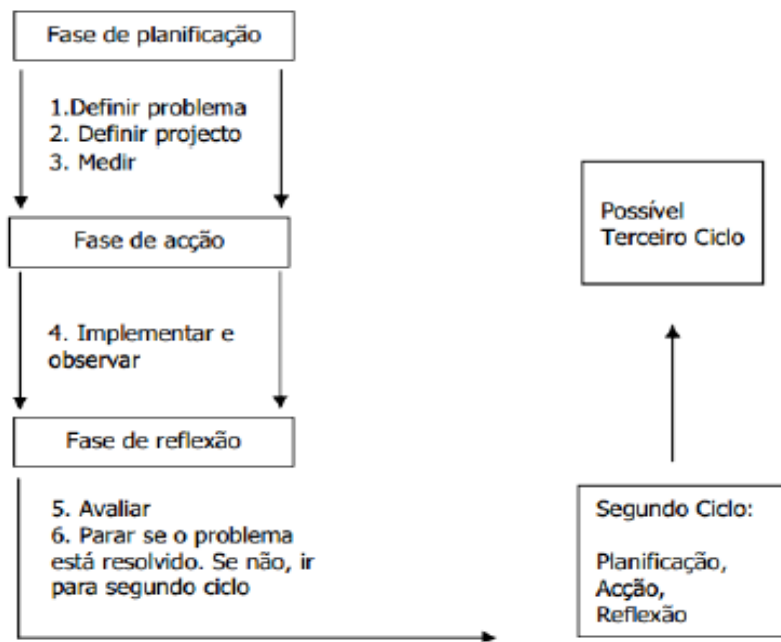 Fase de planificação
1.Definir problema
2. Definir projecto
3. Medir
Fase de acção
4. Implementar e
observar
Fase de reflexão
5. Avaliar
6. Parar se o problema
está resolvido. Se não, ir
para segundo ciclo
Possível
Terceiro Ciclo
Segundo Ciclo:
Planificação,
Acção,
Reflexão